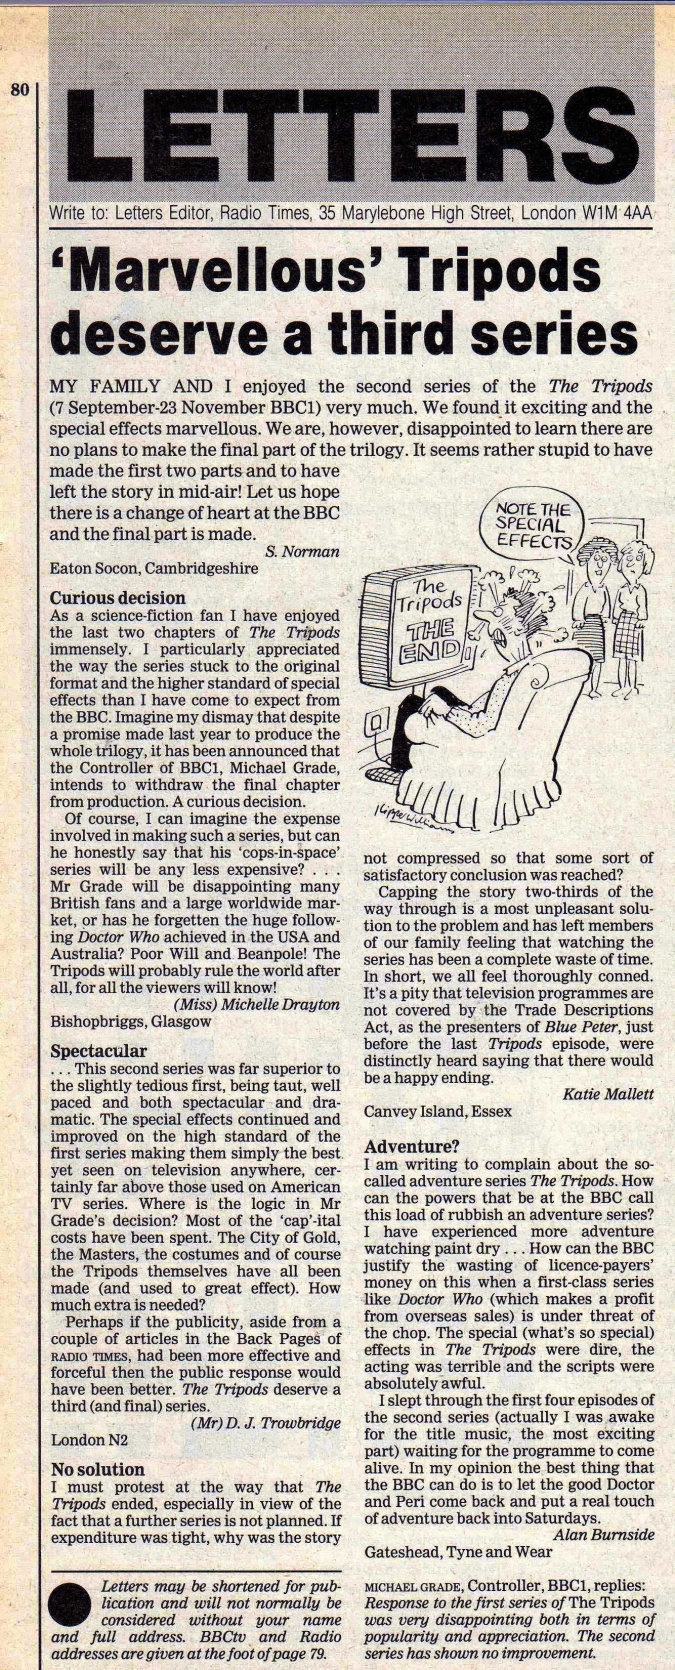 80
LETTERS
Write to: Letters Editor, Radio Times, 35 Marylebone High Street, London W1M 4AA
‘Marvellous’ Tripods
deserve a third series
MY FAMILY AND I enjoyed the second series of the The Tripods
(7 September-23 November BBC1) very much. We found it exciting and the
special effects marvellous. We are, however, disappointed to learn there are
no plans to make the final part of the trilogy. It seems rather stupid to have
made the first two parts and to have
left the story in mid-air! Let us hope
there is a change of heart at the BBC
and the final part is made.
S. Norman
Eaton Socon, Cambridgeshire
Curious decision
As a science-fiction fan I have enjoyed
the last two chapters of The Tripods
immensely. I particularly appreciated
the way the series stuck to the original
format and the higher standard of special
effects than I have come to expect from
the BBC. Imagine my dismay that despite
a promise made last year to produce the
whole trilogy, it has been announced that
the Controller of BBC1, Michael Grade,
intends to withdraw the final chapter
from production. A curious decision.
Of course, I can imagine the expense
involved in making such a series, but can
he honestly say that his ‘cops-in-space’
series will be any less expensive? . . .
Mr Grade will be disappointing many
British fans and a large worldwide mar-
ket, or has he forgetten the huge follow-
ing Doctor Who achieved in the USA and
Australia? Poor Will and Beanpole! The
Tripods will probably rule the world after
all, for all the viewers will know!
(Miss) Michelle Drayton
Bishopbriggs, Glasgow
Spectacular
. . . This second series was far superior to
the slightly tedious first, being taut, well
paced and both spectacular and dra-
matic. The special effects continued and
improved on the high standard of the
first series making them simply the best
yet seen on television anywhere, cer-
tainly far above those used on American
TV series. Where is the logic in Mr
Grade’s decision? Most of the ‘cap’-ital
costs have been spent. The City of Gold,
the Masters, the costumes and of course
the Tripods themselves have all been
made (and used to great effect). How
much extra is needed?
Perhaps if the publicity, aside from a
couple of articles in the Back Pages of
RADIO TIMES, had been more effective and
forceful then the public response would
have been better. The Tripods deserve a
third (and final) series.
(Mr) D. J. Trowbridge
London N2
No solution
I must protest at the way that The
Tripods ended, especially in view of the
fact that a further series is not planned. If
expenditure was tight, why was the story
Letters may be shortened for pub-
lication and will not normally be
considered without your name
and full address. BBCtv and Radio
addresses are given at the foot of page 79.
NOTE THE
SPECIAL
EFFECTS
The
Tripods
THE
END
Kipper Williams
not compressed so that some sort of
satisfactory conclusion was reached?
Capping the story two-thirds of the
way through is a most unpleasant solu-
tion to the problem and has left members
of our family feeling that watching the
series has been a complete waste of time.
In short, we all feel thoroughly conned.
It’s a pity that television programmes are
not covered by the Trade Descriptions
Act, as the presenters of Blue Peter, just
before the last Tripods episode, were
distinctly heard saying that there would
be a happy ending.
Katie Mallett
Canvey Island, Essex
Adventure?
I am writing to complain about the so-
called adventure series The Tripods. How
can the powers that be at the BBC call
this load of rubbish an adventure series?
I have experienced more adventure
watching paint dry . . . How can the BBC
justify the wasting of licence-payers’
money on this when a first-class series
like Doctor Who (which makes a profit
from overseas sales) is under threat of
the chop. The special (what’s so special)
effects in The Tripods were dire, the
acting was terrible and the scripts were
absolutely awful.
I slept through the first four episodes of
the second series (actually I was awake
for the title music, the most exciting
part) waiting for the programme to come
alive. In my opinion the best thing that
the BBC can do is to let the good Doctor
and Peri come back and put a real touch
of adventure back into Saturdays.
Alan Burnside
Gateshead, Tyne and Wear
MICHAEL GRADE, Controller, BBC1, replies:
Response to the first series of The Tripods
was very disappointing both in terms of
popularity and appreciation. The second
series has shown no improvement.